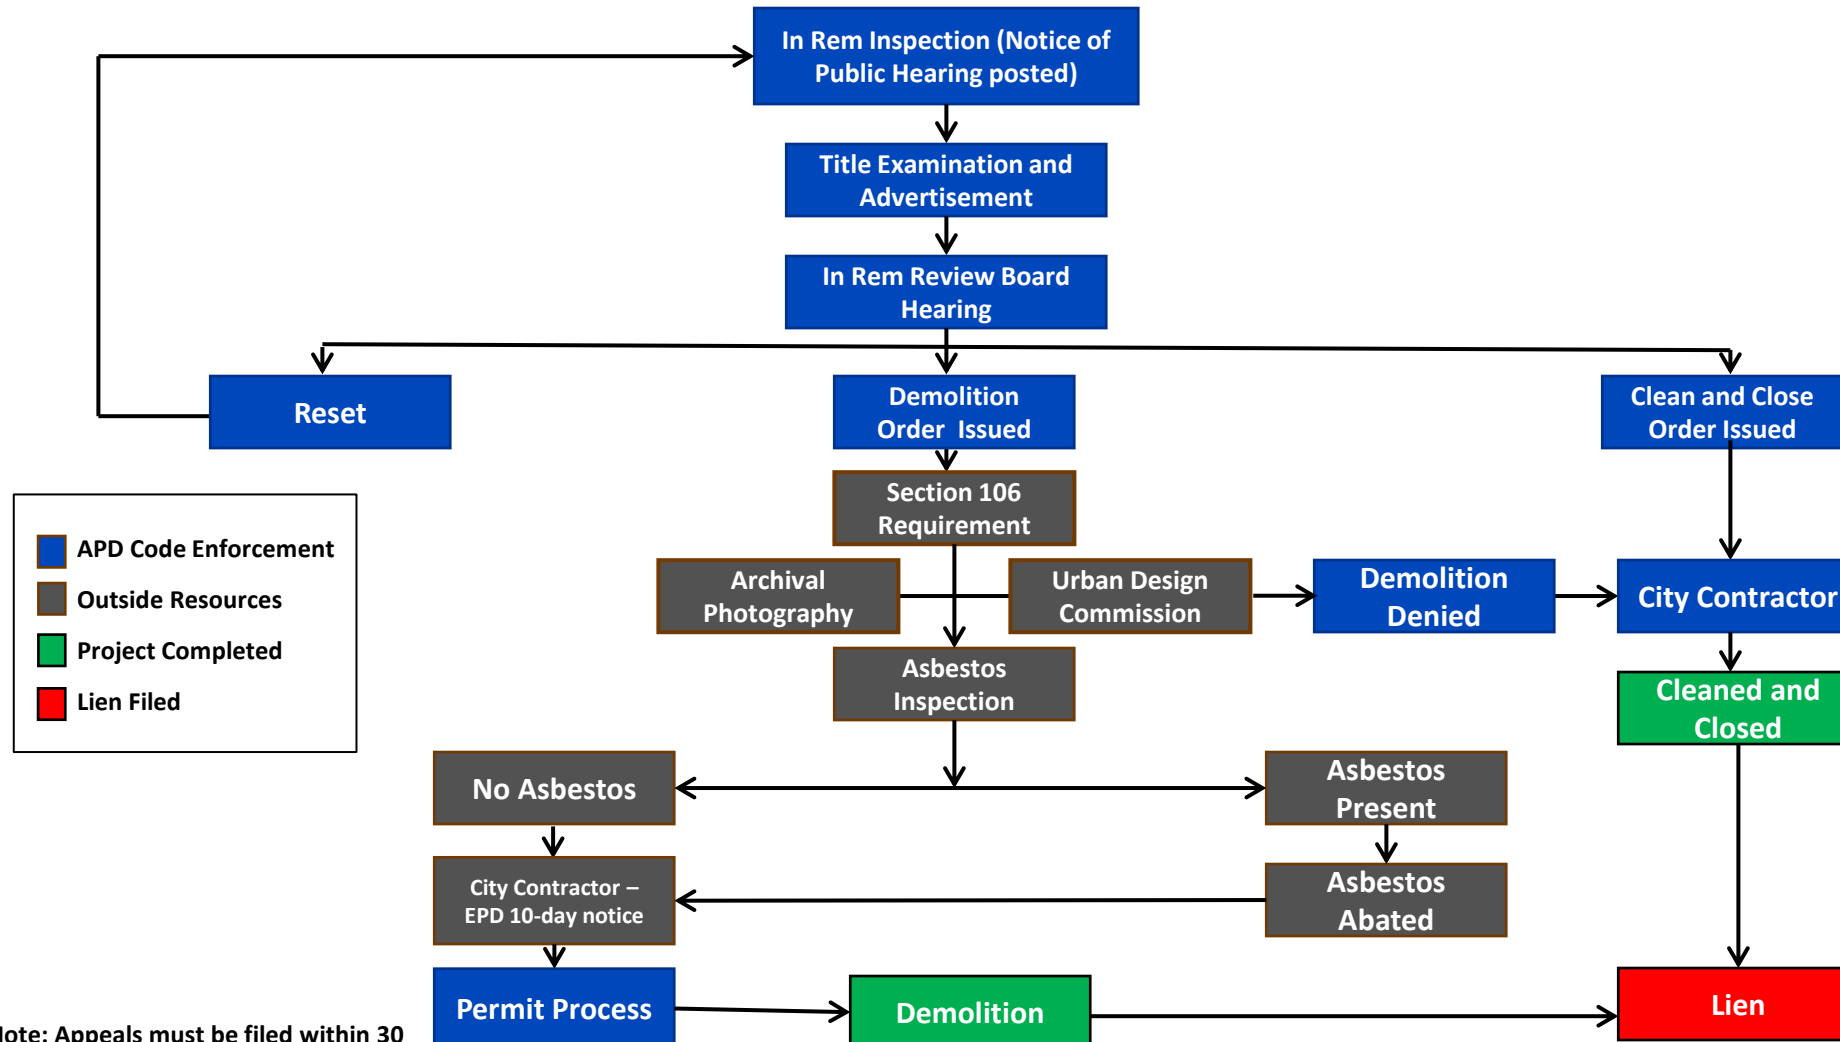 In Rem Inspection (Notice of
Public Hearing posted)
Title Examination and
Advertisement
In Rem Review Board
Hearing
Reset
Demolition
Order Issued
Clean and Close
Order Issued
Section 106
Requirement
APD Code Enforcement
Outside Resources
Project Completed
Lien Filed
Archival
Photography
Urban Design
Commission
Demolition
Denied
City Contractor
Asbestos
Inspection
Cleaned and
Closed
No Asbestos
Asbestos
Present
City Contractor –
EPD 10-day notice
Asbestos
Abated
Permit Process
Demolition
Lien
Note: Appeals must be filed within 30